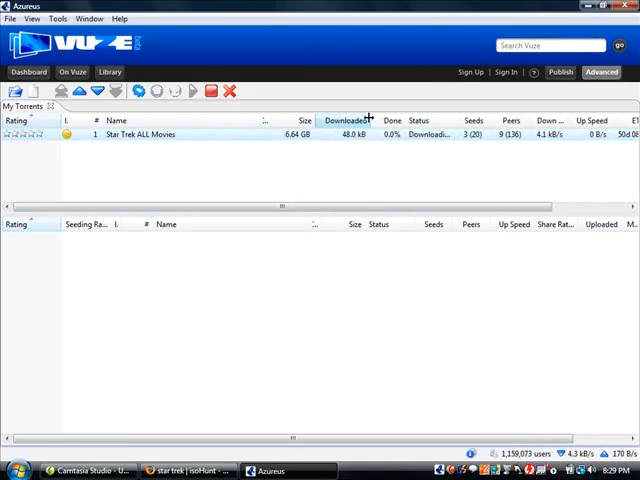 Azureus
File View Tools Window Help
VUZE
Search Vuze go
Dashboard On Vuze Library Sign Up Sign In ? Publish Advanced
My Torrents
Rating I. # Name Size Downloaded Done Status Seeds Peers Down ... Up Speed ET
1 Star Trek ALL Movies 6.64 GB 48.0 kB 0.0% Downloadi... 3 (20) 9 (136) 4.1 kB/s 0 B/s 50d 08
Rating Seeding Ra... I. # Name Size Status Seeds Peers Up Speed Share Rat... Uploaded M...
1,159,073 users 4.3 kB/s 170 B/s
Camtasia Studio - U... star trek | isoHunt - ... Azureus 8:29 PM